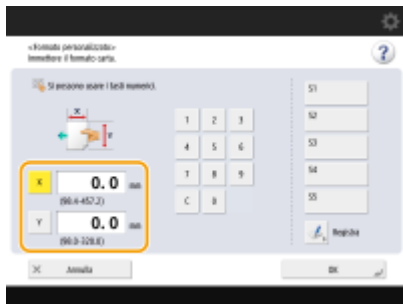 <Formato personalizzato>
Immettere il formato carta.
?
Si possono usare i tasti numerici.
X
Y
1 2 3
4 5 6
7 8 9
C 0
X 0.0 mm
(98.4-457.2)
Y 0.0 mm
(98.0-320.0)
S1
S2
S3
S4
S5
Registra
Annulla
OK